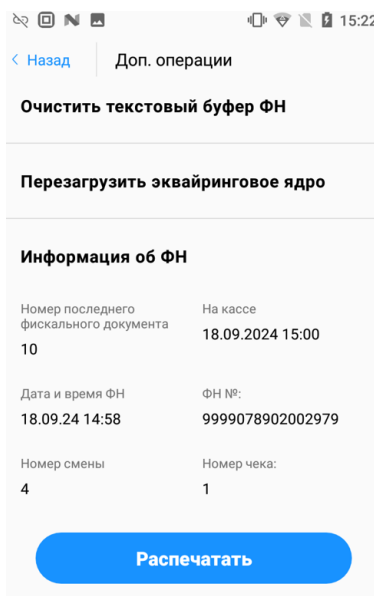 15:22
Назад
Доп. операции
Очистить текстовый буфер ФН
Перезагрузить эквайринговое ядро
Информация об ФН
Номер последнего
фискального документа
10
На кассе
18.09.2024 15:00
Дата и время ФН
18.09.24 14:58
ФН №:
9999078902002979
Номер смены
4
Номер чека:
1
Распечатать